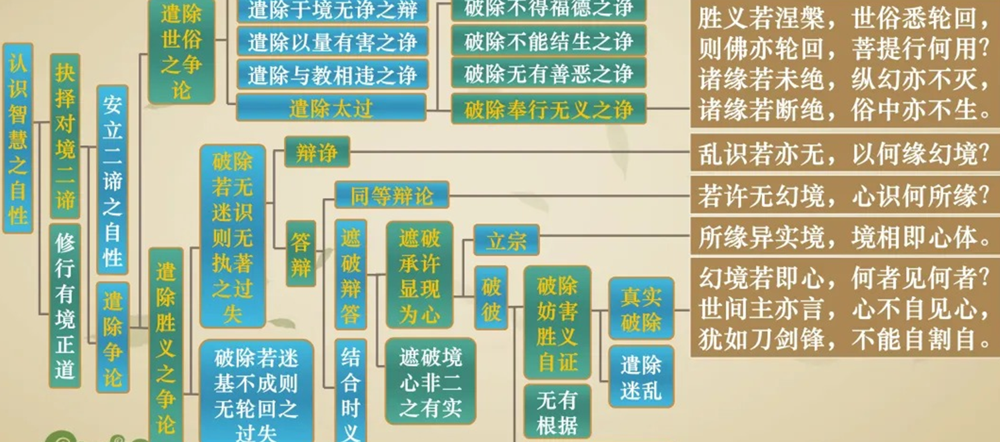 认识智慧之自性
抉择对境二谛
修行有境正道
安立二谛之自性
遣除争论
遣除
世俗
之争
论
遣除胜义之争论
遣除于境无诤之辩
遣除以量有害之诤
遣除与教相违之诤
遣除太过
破除不得福德之诤
破除不能结生之诤
破除无有善恶之诤
破除奉行无义之诤
胜义若涅槃，世俗悉轮回，
则佛亦轮回，菩提行何用？
诸缘若未绝，纵幻亦不灭，
诸缘若断绝，俗中亦不生。
破除
若无
迷识
则无
执著
之过
失
破除若迷
基不成则
无轮回之
过失
辩诤
乱识若亦无，以何缘幻境？
答辩
同等辩论
若许无幻境，心识何所缘？
遮破辩答
结合时义
遮破
承许
显现
为心
遮破境
心非二
之有实
立宗
所缘异实境，境相即心体。
破彼
破除
妨害
胜义
自证
无有
根据
真实
破除
遣除
迷乱
幻境若即心，何者见何者？
世间主亦言，心不自见心，
犹如刀剑锋，不能自割自。